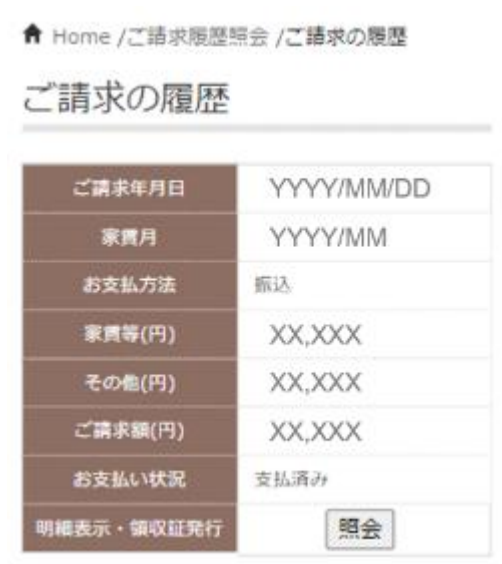 Home /ご請求履歴照会 /ご請求の履歴
ご請求の履歴
ご請求年月日 YYYY/MM/DD
家賃月 YYYY/MM
お支払方法 振込
家賃等(円) XX,XXX
その他(円) XX,XXX
ご請求額(円) XX,XXX
お支払い状況 支払済み
明細表示・領収証発行 照会